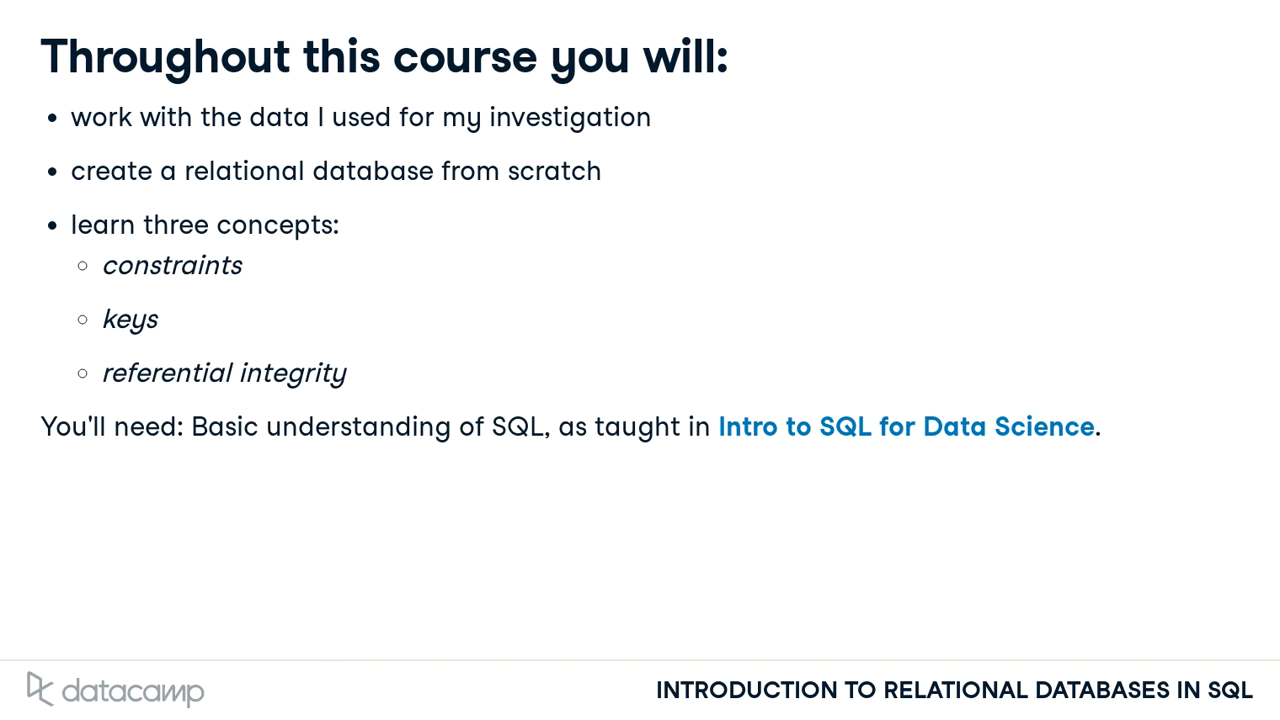 Throughout this course you will:
• work with the data I used for my investigation
• create a relational database from scratch
• learn three concepts:
○ constraints
○ keys
○ referential integrity
You'll need: Basic understanding of SQL, as taught in Intro to SQL for Data Science.
datacamp
INTRODUCTION TO RELATIONAL DATABASES IN SQL